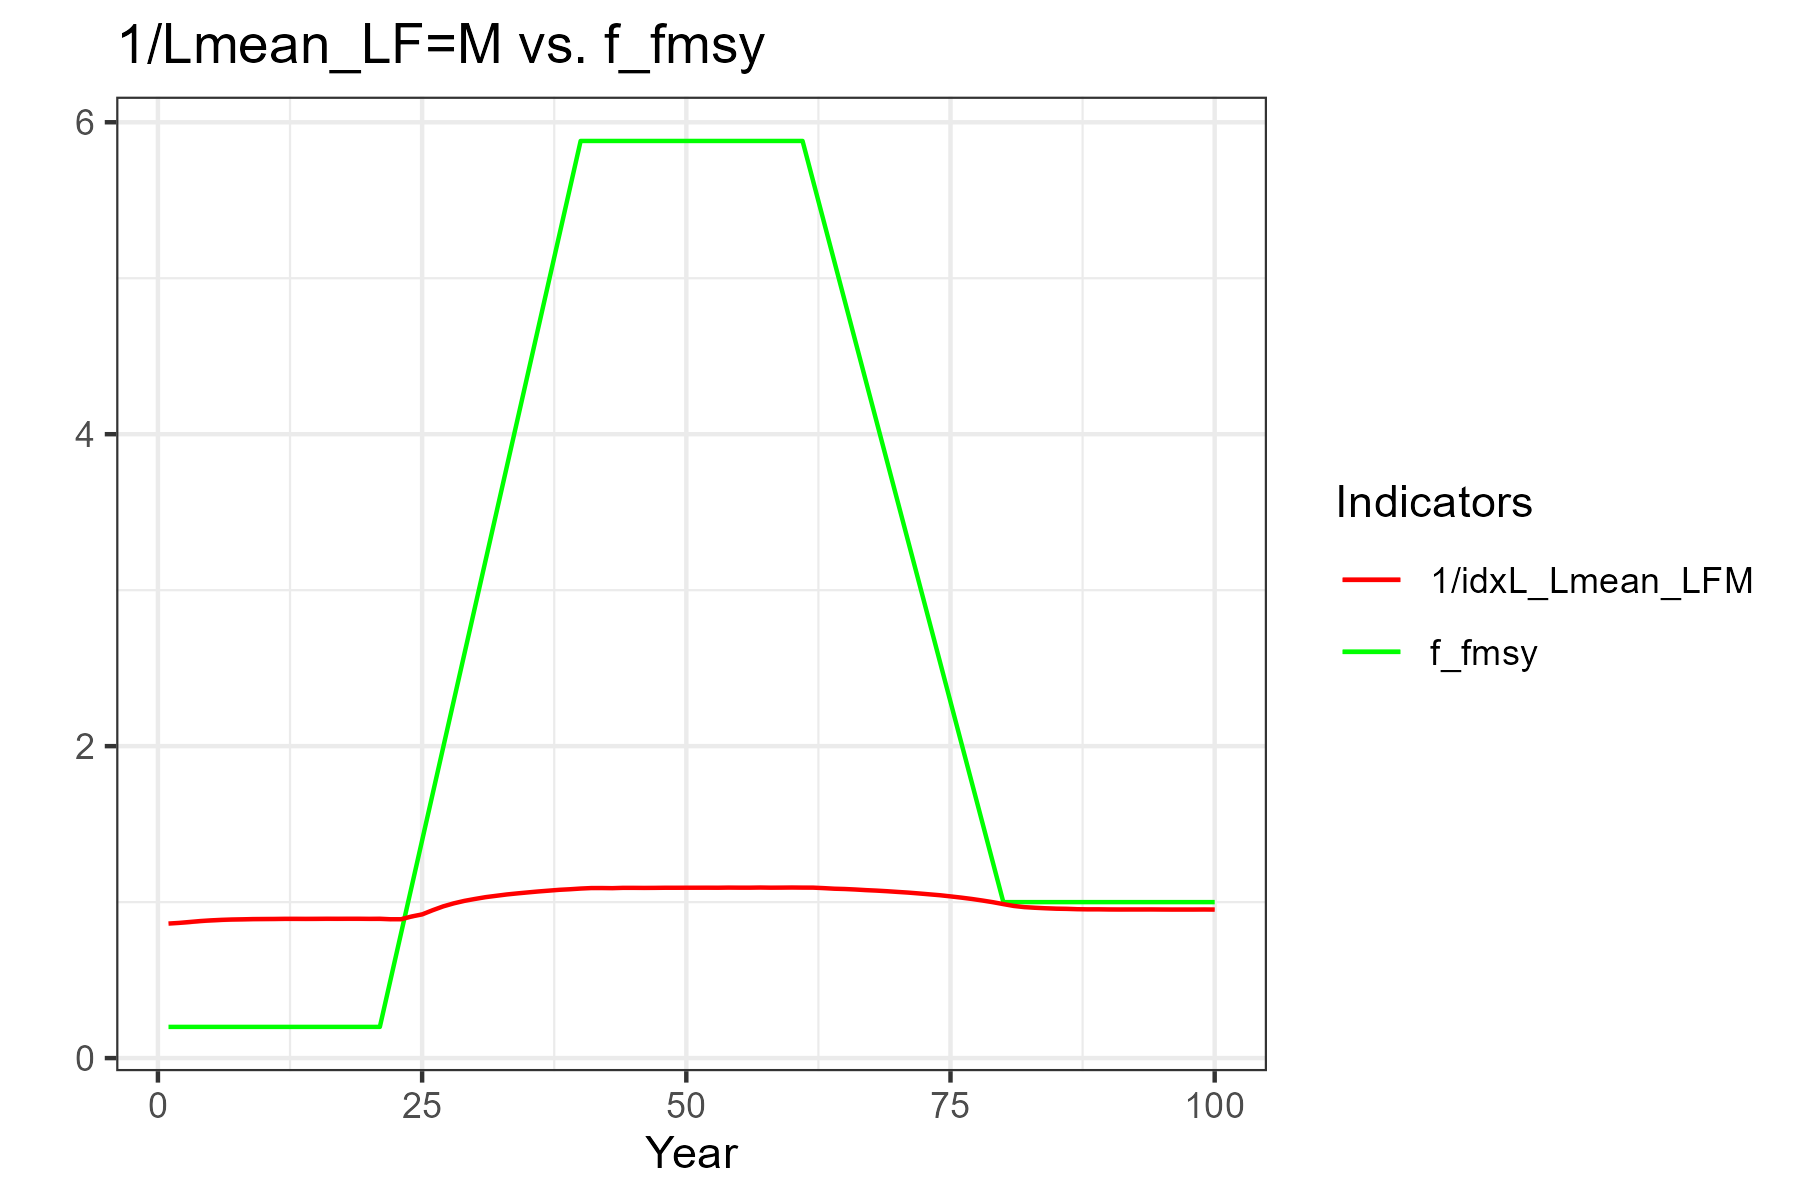 1/Lmean_LF=M vs. f_fmsy
6
4
2
0
0 25 50 75 100
Year
Indicators
1/idxL_Lmean_LFM
f_fmsy